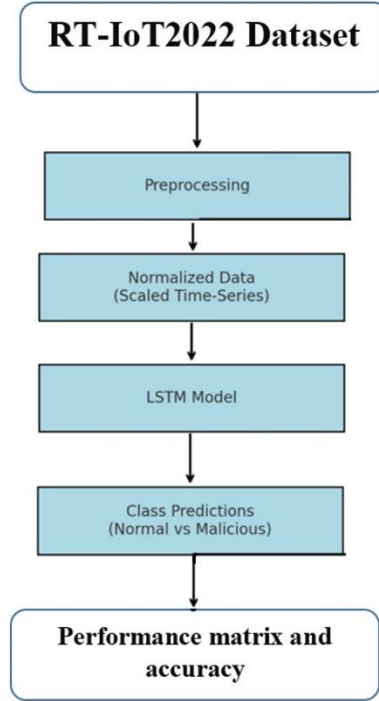 RT-IoT2022 Dataset
Preprocessing
Normalized Data
(Scaled Time-Series)
LSTM Model
Class Predictions
(Normal vs Malicious)
Performance matrix and
accuracy